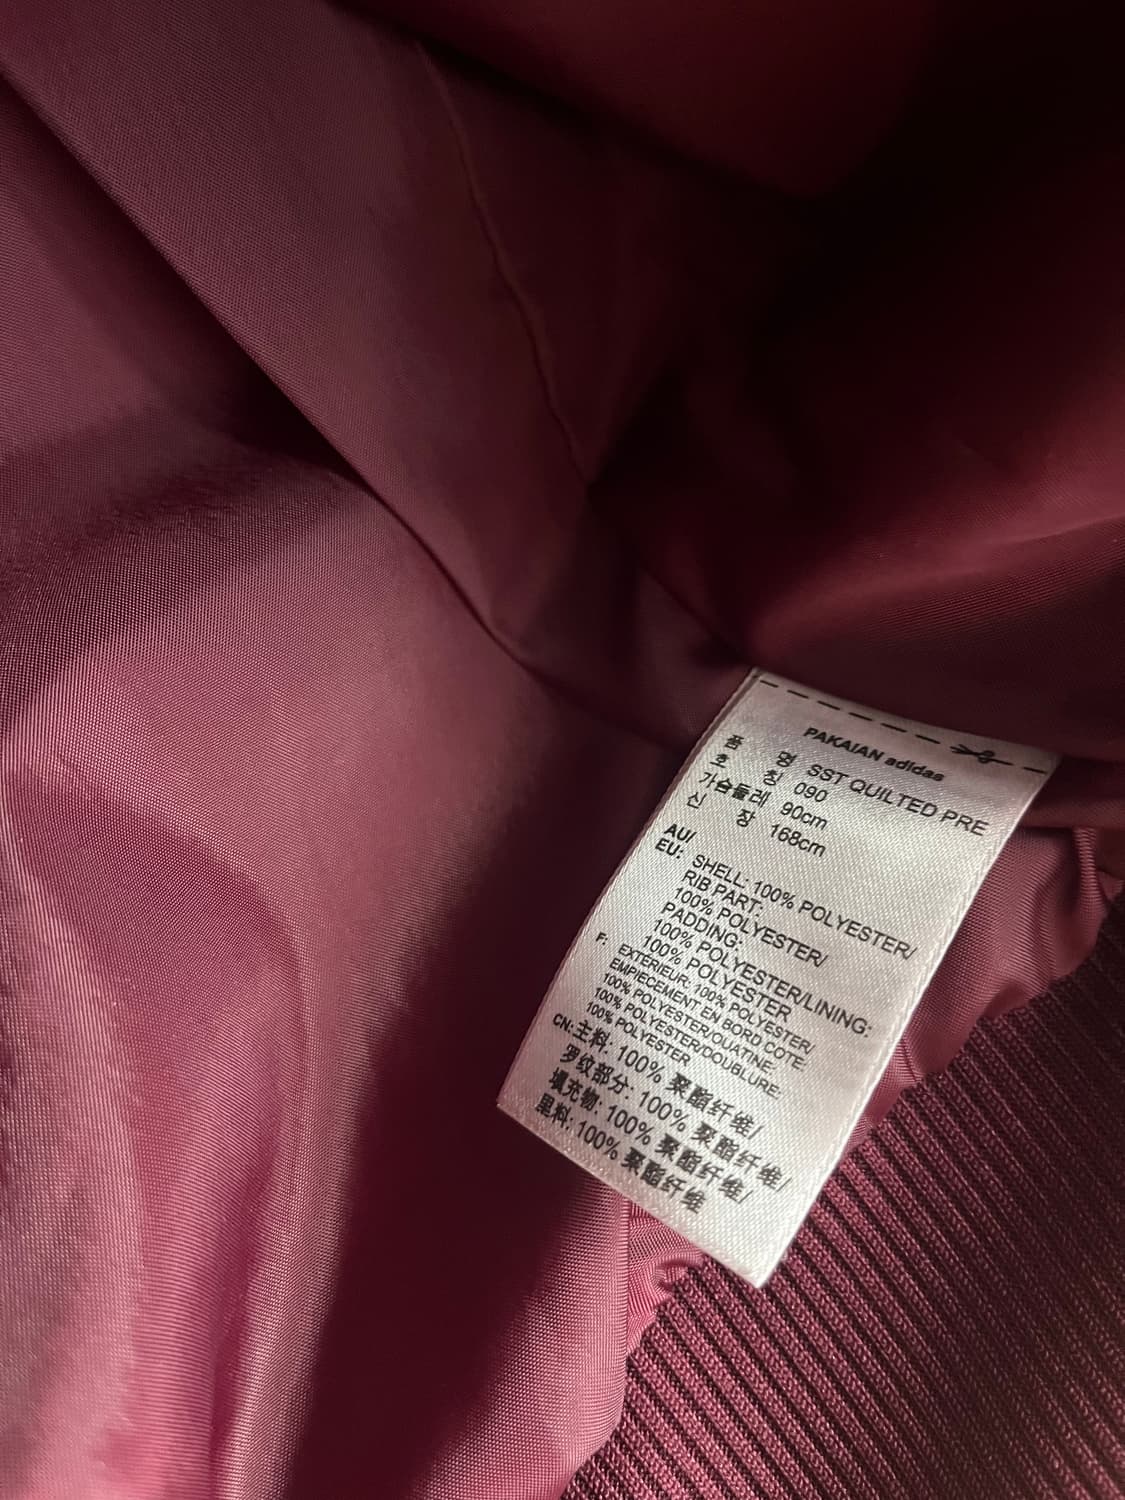 PAKAIAN adidas
품 명 SST QUILTED PRE
호 칭 090
가슴둘레 90cm
신 장 168cm
AU/
EU: SHELL: 100% POLYESTER/
RIB PART:
100% POLYESTER/
PADDING:
100% POLYESTER/LINING:
100% POLYESTER
F: EXTÉRIEUR: 100% POLYESTER/
EMPIECEMENT EN BORD COTE:
100% POLYESTER/OUATINE:
100% POLYESTER/DOUBLURE:
100% POLYESTER
CN: 主料: 100% 聚酯纤维/
罗纹部分: 100% 聚酯纤维/
填充物: 100% 聚酯纤维/
里料: 100% 聚酯纤维